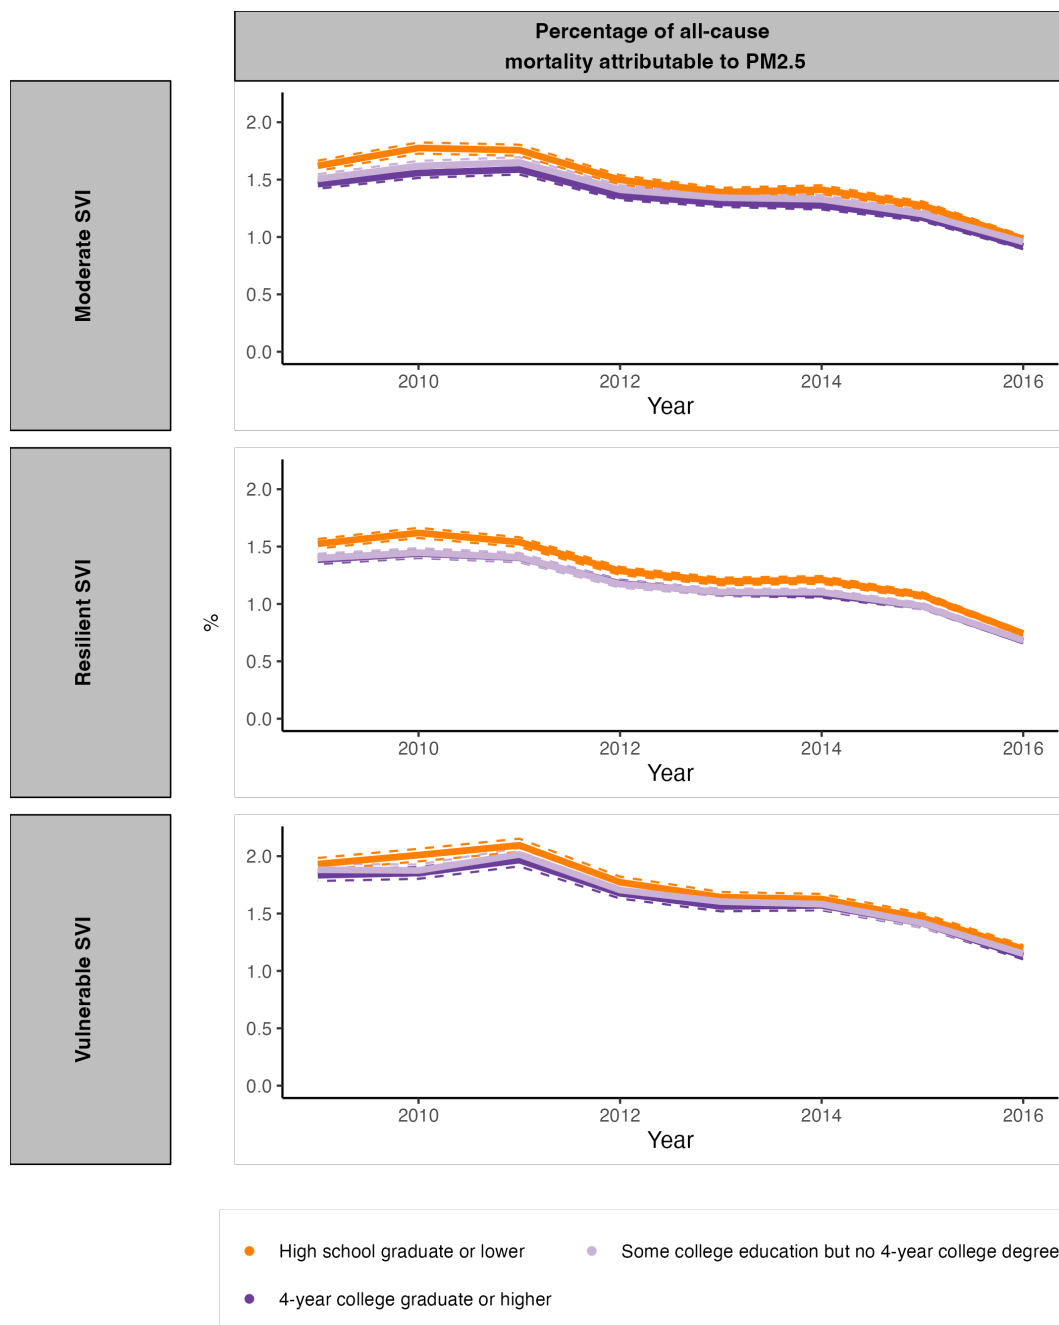 Percentage of all-cause
mortality attributable to PM2.5
Moderate SVI
2.0
1.5
1.0
0.5
0.0
2010 2012 2014 2016
Year
Resilient SVI
%
2.0
1.5
1.0
0.5
0.0
2010 2012 2014 2016
Year
Vulnerable SVI
2.0
1.5
1.0
0.5
0.0
2010 2012 2014 2016
Year
High school graduate or lower
Some college education but no 4-year college degree
4-year college graduate or higher